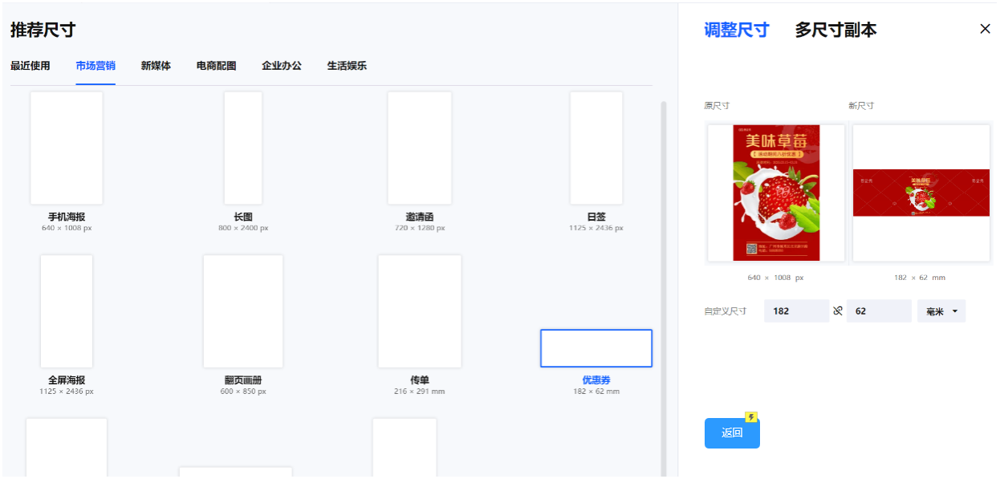 推荐尺寸
最近使用 市场营销 新媒体 电商配图 企业办公 生活娱乐
手机海报 长图 邀请函 日签
640 × 1008 px 800 × 2400 px 720 × 1280 px 1125 × 2436 px
全屏海报 翻页画册 传单 优惠券
1125 × 2436 px 600 × 850 px 216 × 291 mm 182 × 62 mm
调整尺寸 多尺寸副本
原尺寸 新尺寸
美味草莓
美味草莓
640 × 1008 px 182 × 62 mm
自定义尺寸 182 62 毫米
返回